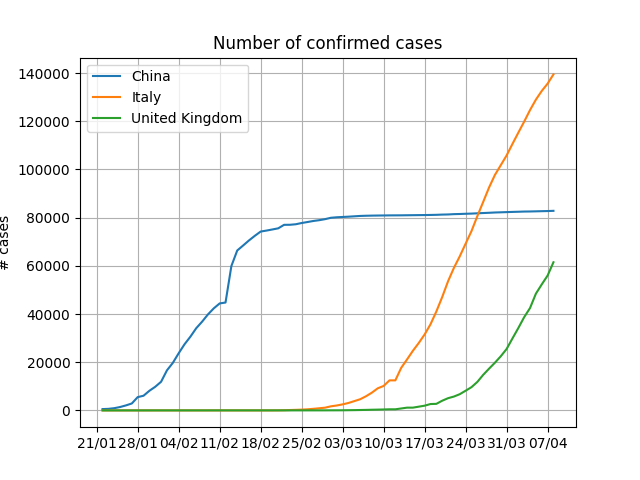 Number of confirmed cases
China
Italy
United Kingdom
# cases
140000
120000
100000
80000
60000
40000
20000
0
21/01 28/01 04/02 11/02 18/02 25/02 03/03 10/03 17/03 24/03 31/03 07/04